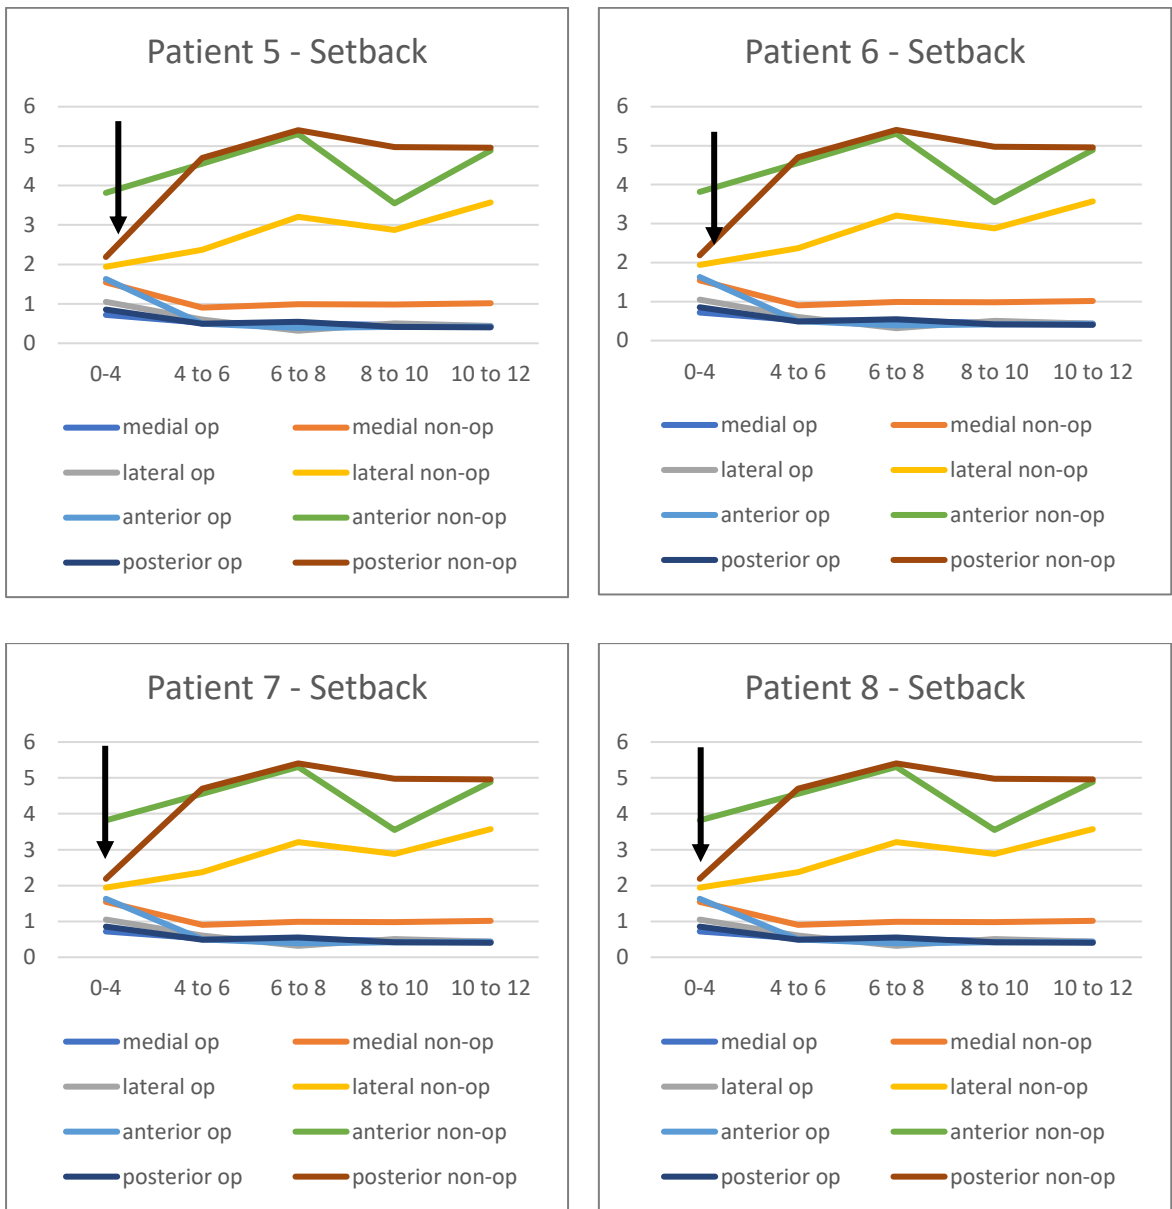 Patient 5 - Setback
6
5
4
3
2
1
0
0-4 4 to 6 6 to 8 8 to 10 10 to 12
medial op medial non-op
lateral op lateral non-op
anterior op anterior non-op
posterior op posterior non-op
Patient 6 - Setback
6
5
4
3
2
1
0
0-4 4 to 6 6 to 8 8 to 10 10 to 12
medial op medial non-op
lateral op lateral non-op
anterior op anterior non-op
posterior op posterior non-op
Patient 7 - Setback
6
5
4
3
2
1
0
0-4 4 to 6 6 to 8 8 to 10 10 to 12
medial op medial non-op
lateral op lateral non-op
anterior op anterior non-op
posterior op posterior non-op
Patient 8 - Setback
6
5
4
3
2
1
0
0-4 4 to 6 6 to 8 8 to 10 10 to 12
medial op medial non-op
lateral op lateral non-op
anterior op anterior non-op
posterior op posterior non-op